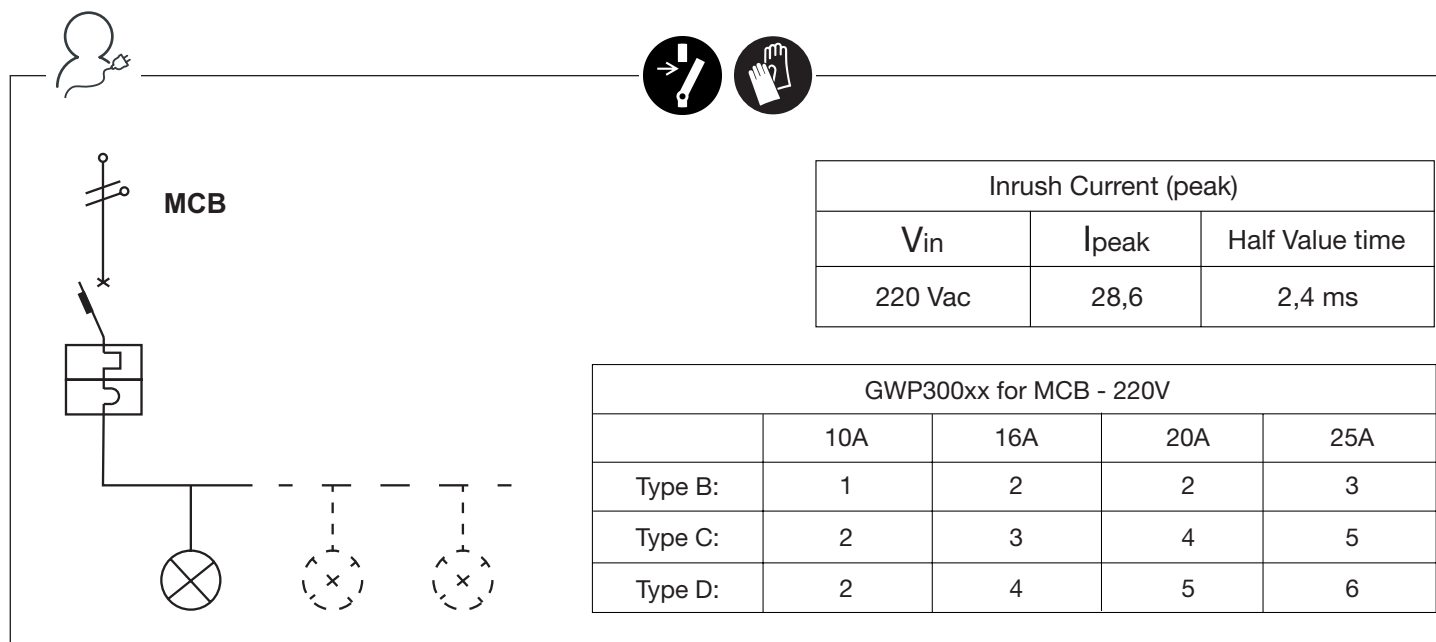 MCB
Inrush Current (peak)
Vin Ipeak Half Value time
220 Vac 28,6 2,4 ms
GWP300xx for MCB - 220V
10A 16A 20A 25A
Type B: 1 2 2 3
Type C: 2 3 4 5
Type D: 2 4 5 6